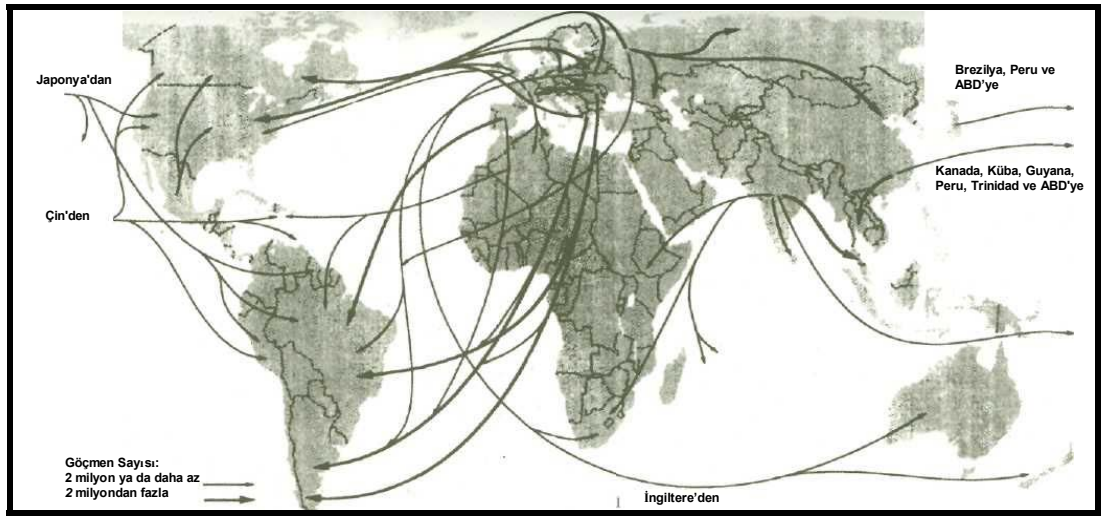 Japonya'dan
Brezilya, Peru ve
ABD'ye
Kanada, Küba, Guyana,
Peru, Trinidad ve ABD'ye
Çin'den
Göçmen Sayısı:
2 milyon ya da daha az
2 milyondan fazla
İngiltere'den